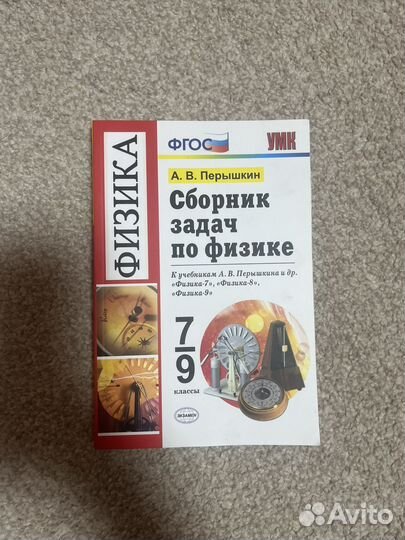 ФИЗИКА
ФГОС
УМК
А. В. Перышкин
Сборник
задач
по физике
К учебникам А. В. Перышкина и др.
«Физика-7», «Физика-8»,
«Физика-9»
7
9
классы
ЭКЗАМЕН
Avito